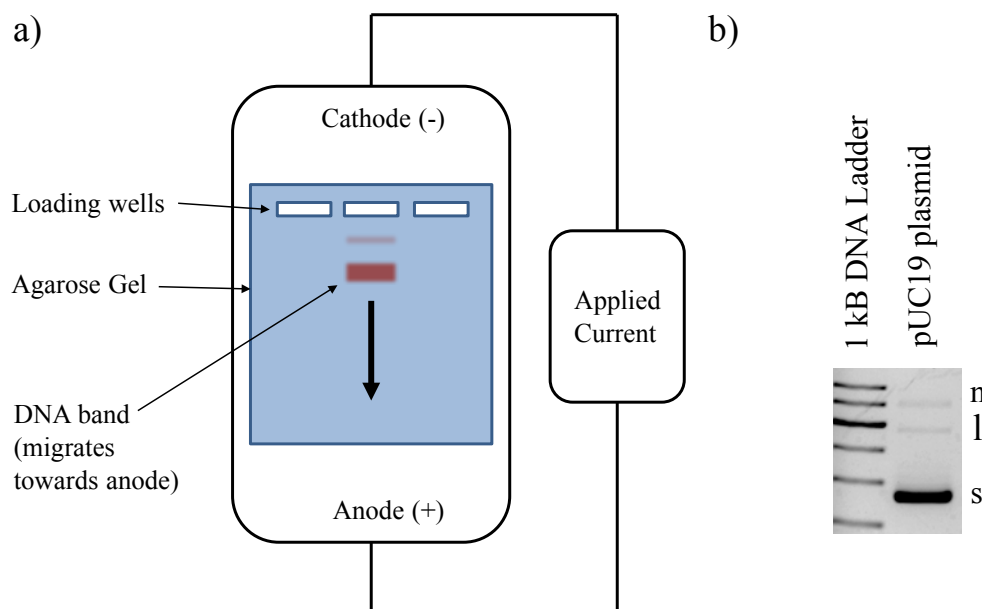 a)
Cathode (-)
Loading wells
Agarose Gel
DNA band
(migrates
towards anode)
Anode (+)
Applied
Current
b)
1 kB DNA Ladder
pUC19 plasmid
l
s